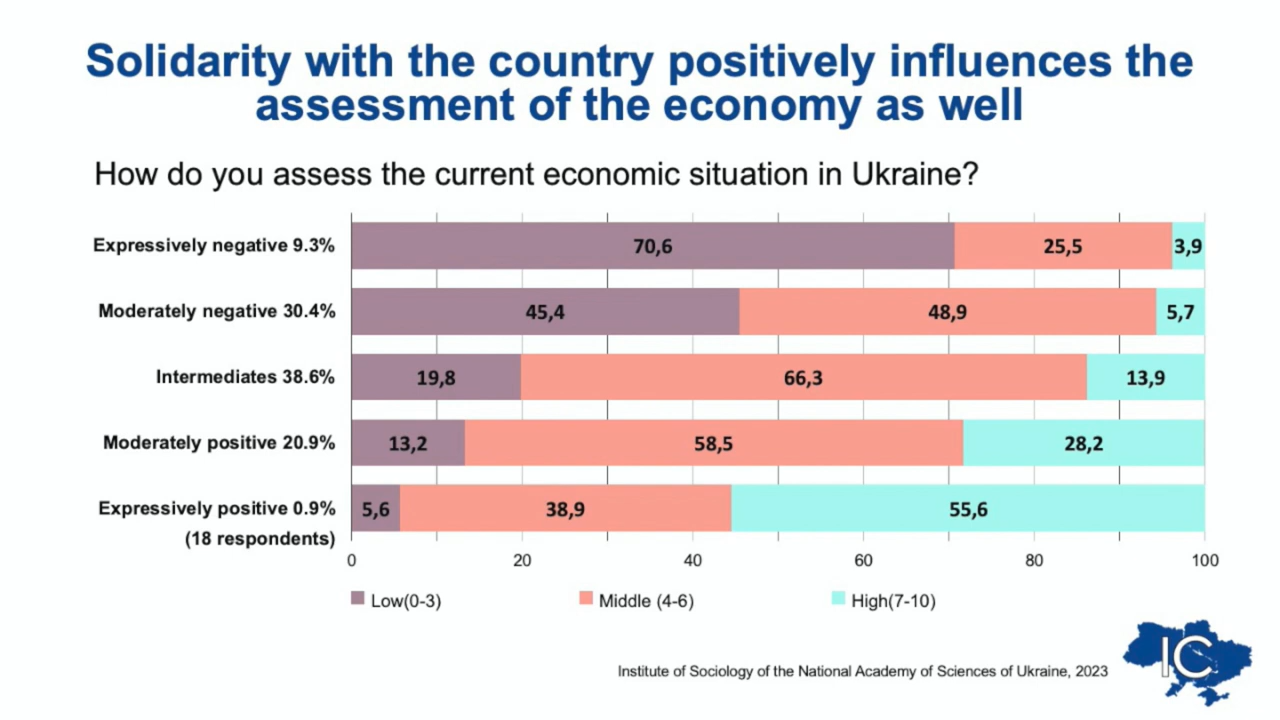 Solidarity with the country positively influences the
assessment of the economy as well
How do you assess the current economic situation in Ukraine?
Expressively negative 9.3% 70,6 25,5 3,9
Moderately negative 30.4% 45,4 48,9 5,7
Intermediates 38.6% 19,8 66,3 13,9
Moderately positive 20.9% 13,2 58,5 28,2
Expressively positive 0.9% 5,6 38,9 55,6
(18 respondents)
0 20 40 60 80 100
Low(0-3) Middle (4-6) High(7-10)
Institute of Sociology of the National Academy of Sciences of Ukraine, 2023
IC